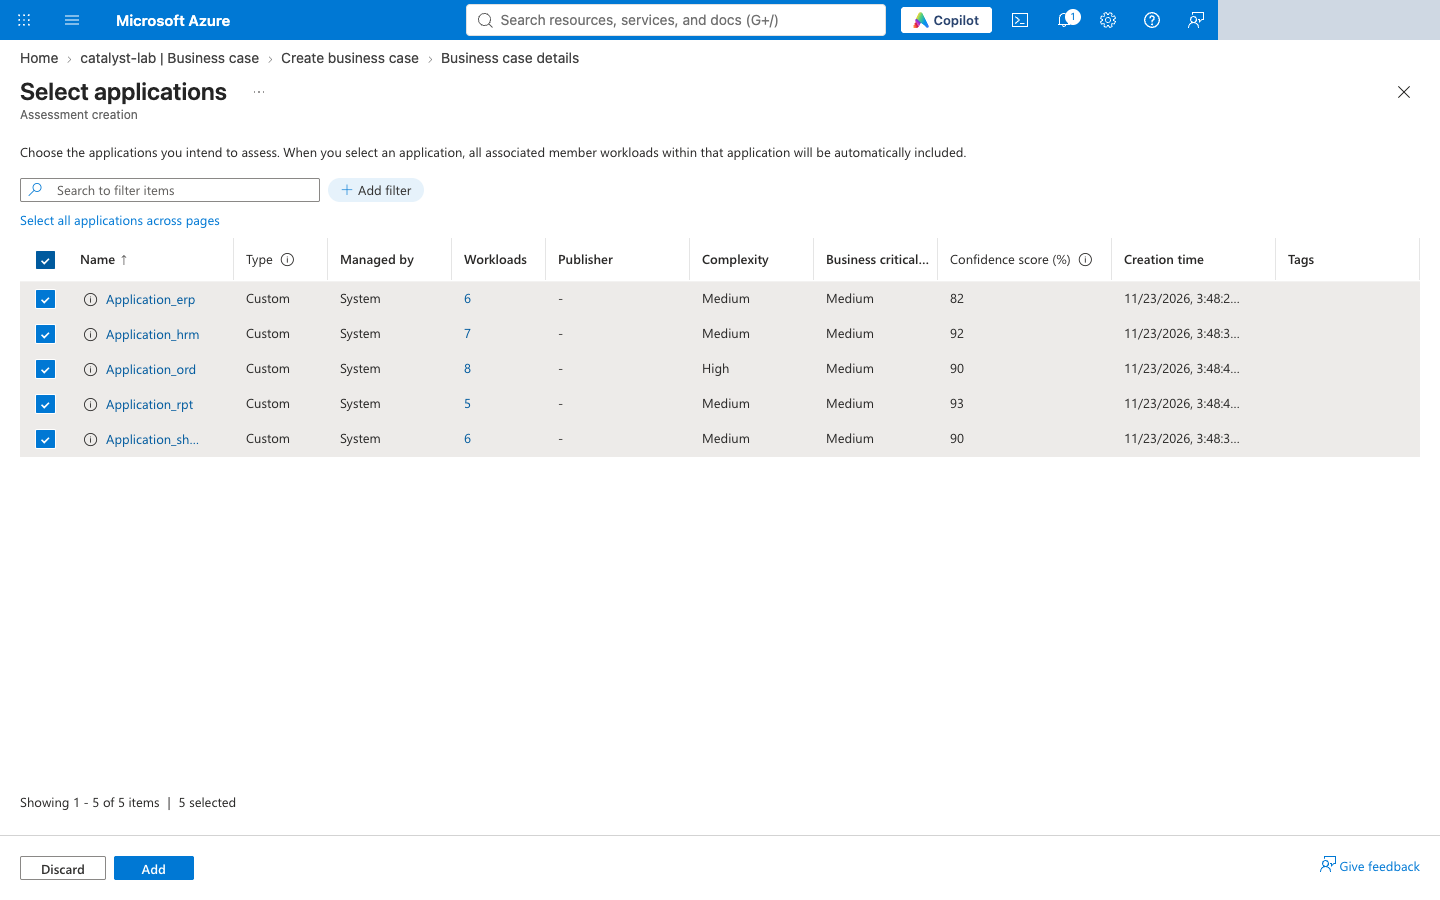 Microsoft Azure
Search resources, services, and docs (G+/)
Copilot
1
Home > catalyst-lab | Business case > Create business case > Business case details
Select applications ...
Assessment creation
Choose the applications you intend to assess. When you select an application, all associated member workloads within that application will be automatically included.
Search to filter items
+ Add filter
Select all applications across pages
Name ↑ Type Managed by Workloads Publisher Complexity Business critical... Confidence score (%) Creation time Tags
Application_erp Custom System 6 - Medium Medium 82 11/23/2026, 3:48:2...
Application_hrm Custom System 7 - Medium Medium 92 11/23/2026, 3:48:3...
Application_ord Custom System 8 - High Medium 90 11/23/2026, 3:48:4...
Application_rpt Custom System 5 - Medium Medium 93 11/23/2026, 3:48:4...
Application_sh... Custom System 6 - Medium Medium 90 11/23/2026, 3:48:3...
Showing 1 - 5 of 5 items | 5 selected
Discard
Add
Give feedback